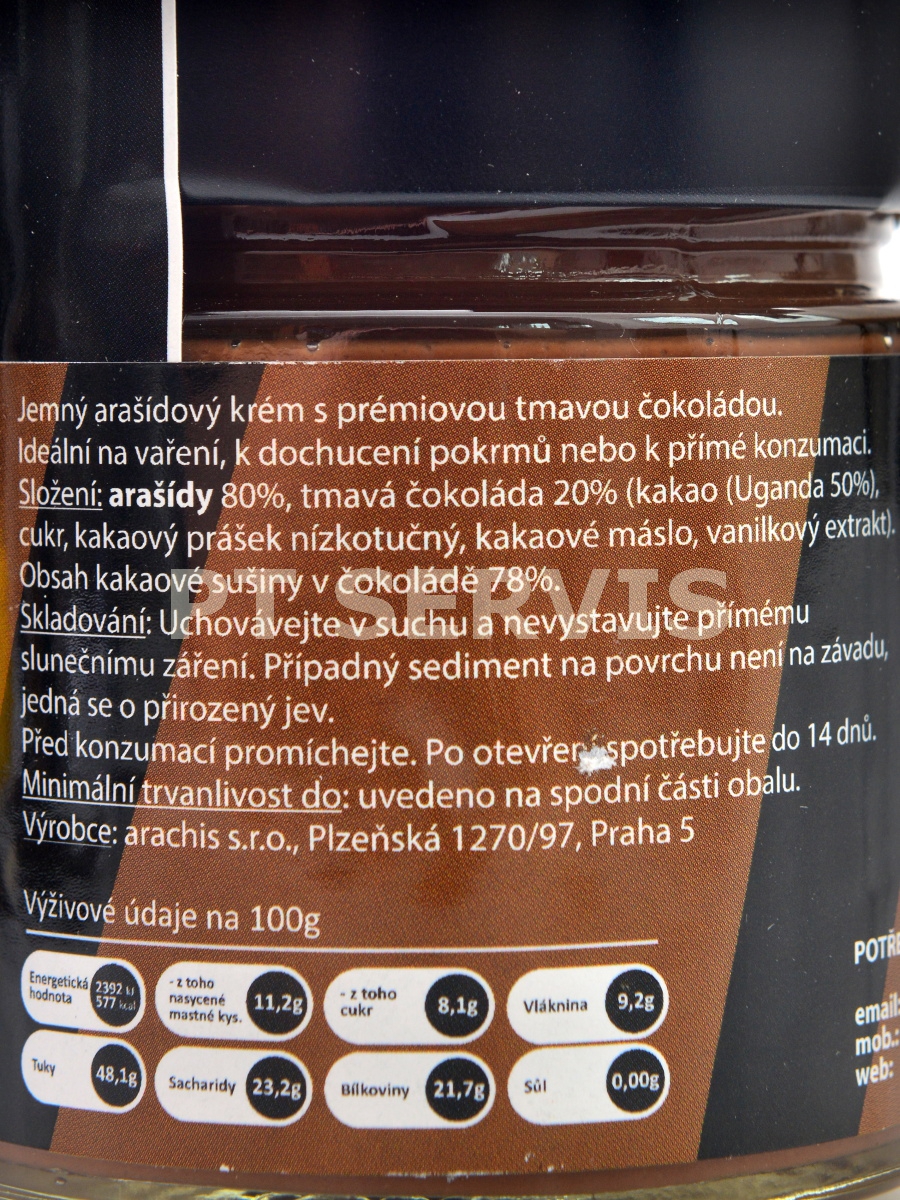 Jemný arašídový krém s prémiovou tmavou čokoládou.
Ideální na vaření, k dochucení pokrmů nebo k přímé konzumaci.
Složení: arašídy 80%, tmavá čokoláda 20% (kakao (Uganda 50%),
cukr, kakaový prášek nízkotučný, kakaové máslo, vanilkový extrakt).
Obsah kakaové sušiny v čokoládě 78%.
PT SERVIS
Skladování: Uchovávejte v suchu a nevystavujte přímému
slunečnímu záření. Případný sediment na povrchu není na závadu,
jedná se o přirozený jev.
Před konzumací promíchejte. Po otevření spotřebujte do 14 dnů.
Minimální trvanlivost do: uvedeno na spodní části obalu.
Výrobce: arachis s.r.o., Plzeňská 1270/97, Praha 5
Výživové údaje na 100g
Energetická hodnota 2392 kJ 577 kcal
- z toho nasycené mastné kys. 11,2g
- z toho cukr 8,1g
Vláknina 9,2g
Tuky 48,1g
Sacharidy 23,2g
Bílkoviny 21,7g
Sůl 0,00g
POTŘE
email:
mob.:
web: